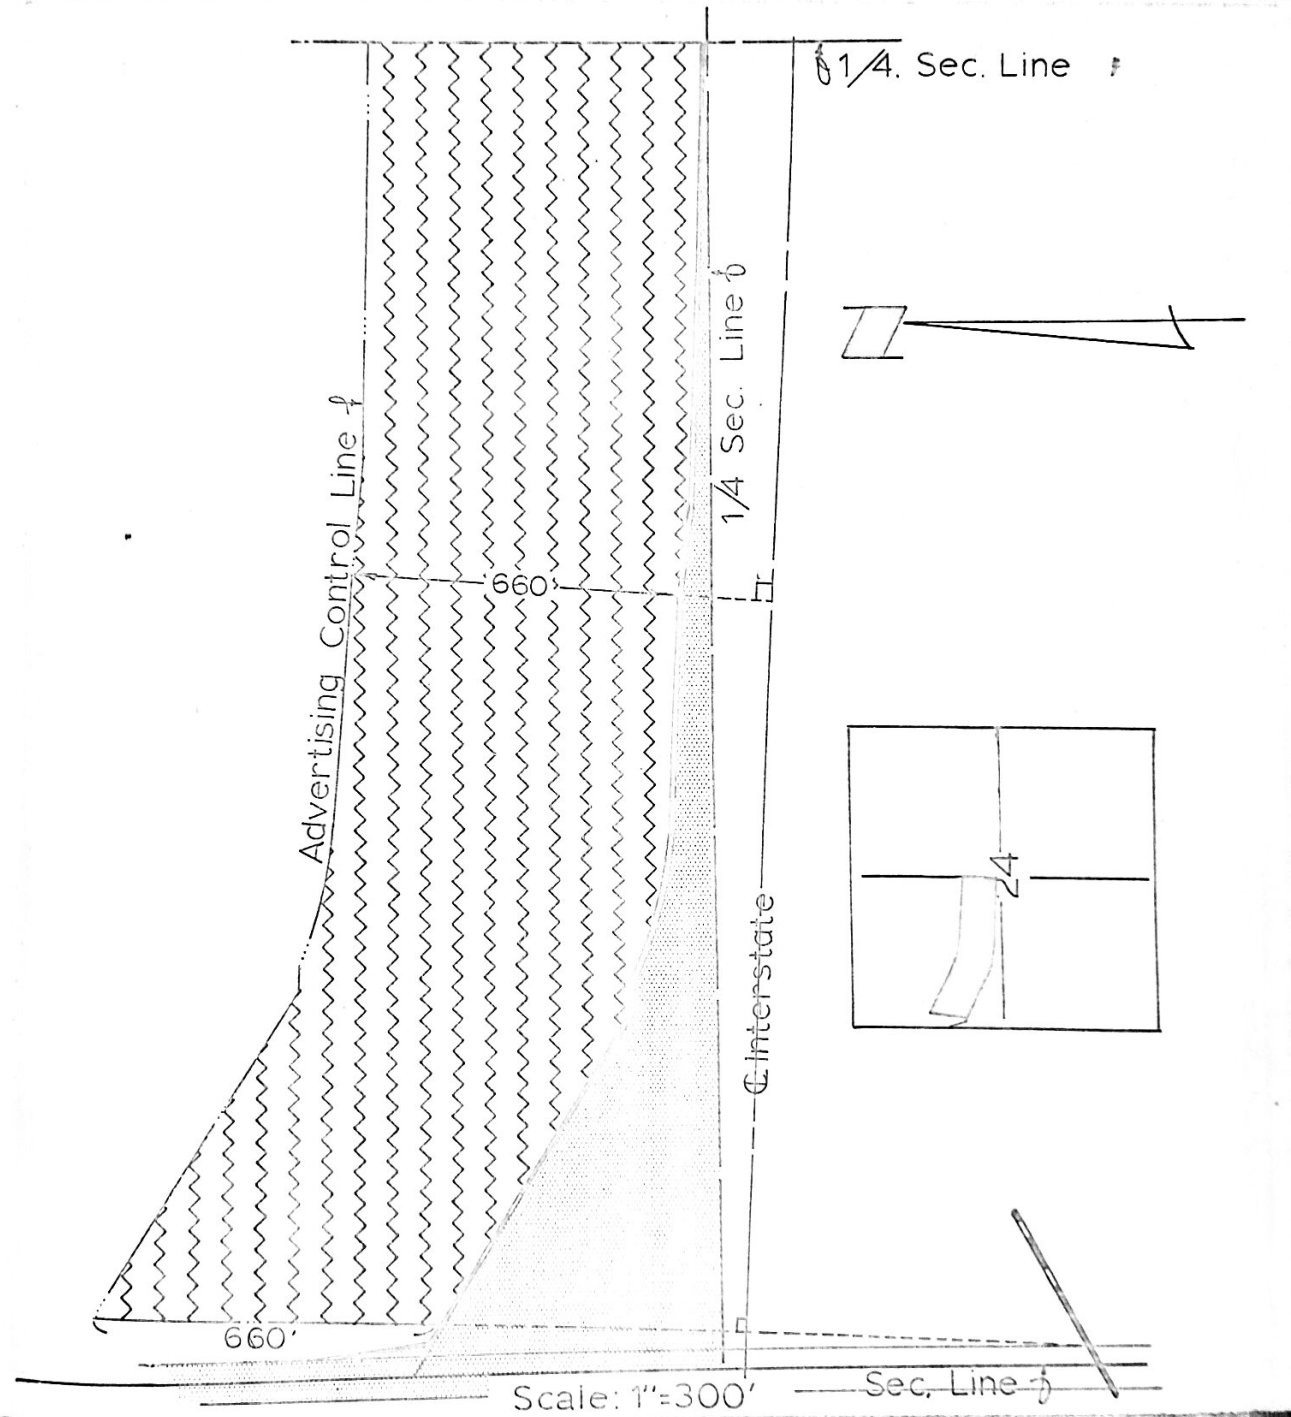 1/4. Sec. Line
1/4 Sec. Line
Advertising Control Line
660'
24
℄ Interstate
660'
Sec. Line
Scale: 1"=300'